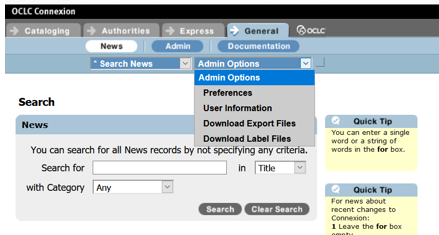 OCLC Connexion
Cataloging Authorities Express General OCLC
News Admin Documentation
* Search News Admin Options
Admin Options
Preferences
User Information
Download Export Files
Download Label Files
Search
News
You can search for all News records by not specifying any criteria.
Search for in Title
with Category Any
Search Clear Search
Quick Tip
You can enter a single
word or a string of
words in the for box.
Quick Tip
For news about
recent changes to
Connexion:
1 Leave the for box
empty